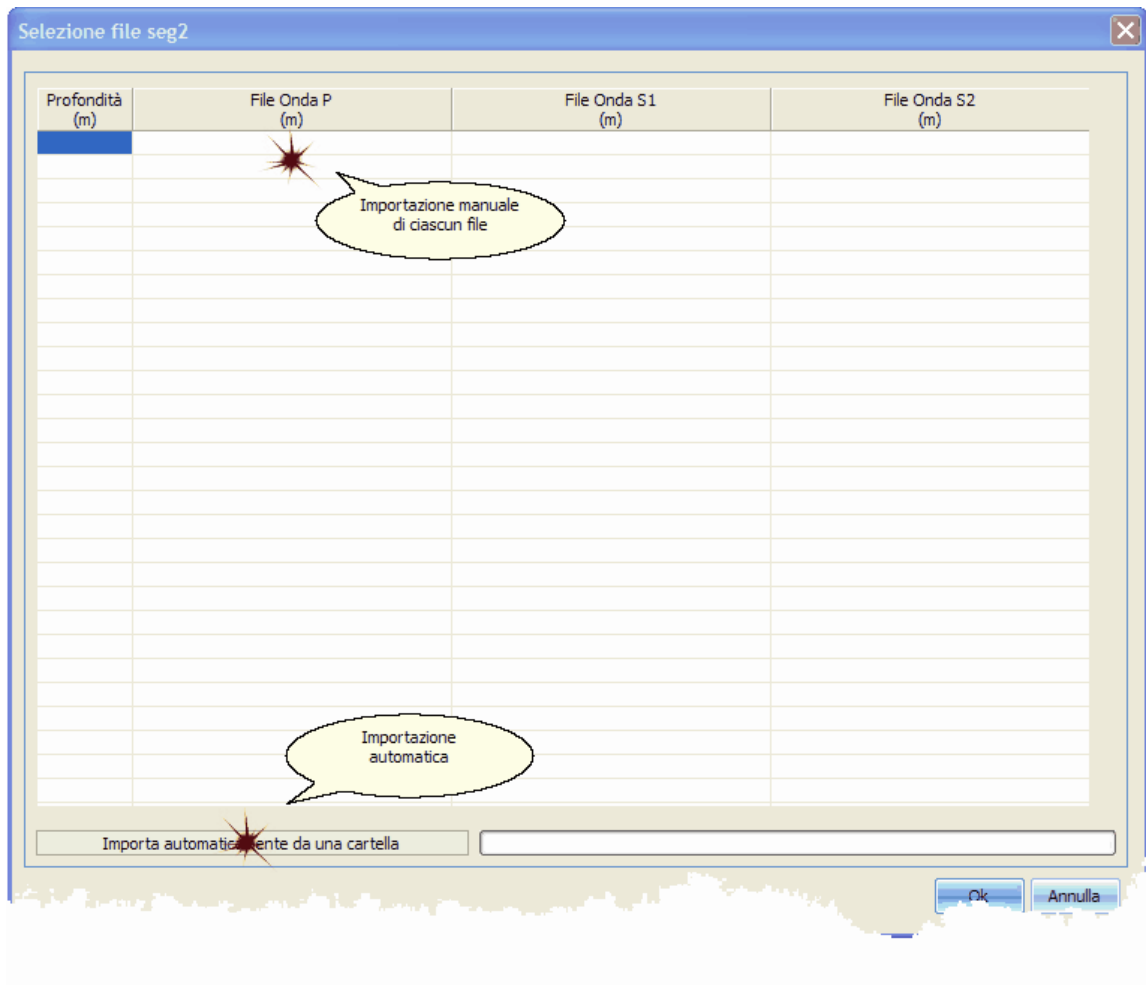 Selezione file seg2
Profondità
(m)
File Onda P
(m)
File Onda S1
(m)
File Onda S2
(m)
Importazione manuale
di ciascun file
Importazione
automatica
Importa automaticamente da una cartella
Ok
Annulla